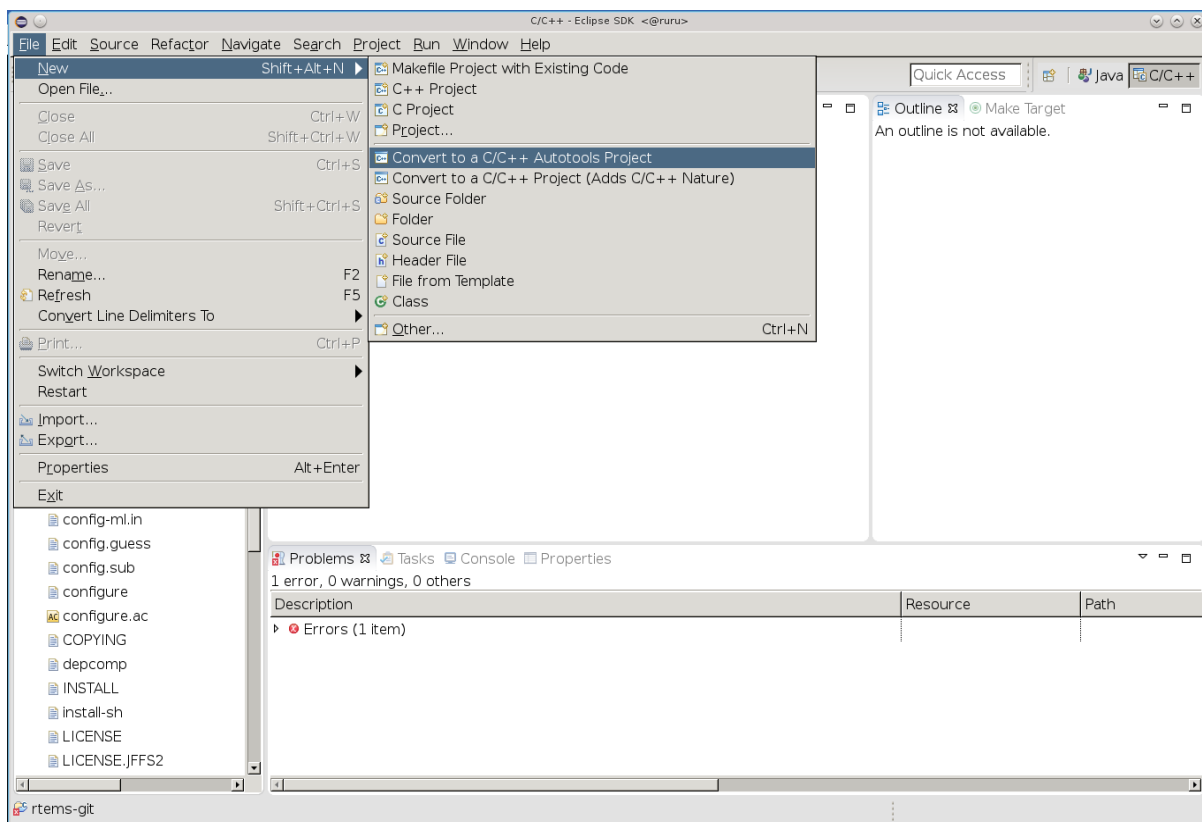 C/C++ - Eclipse SDK <@ruru>
File Edit Source Refactor Navigate Search Project Run Window Help
Quick Access Java C/C++
New Shift+Alt+N
Open File...
Close Ctrl+W
Close All Shift+Ctrl+W
Save Ctrl+S
Save As...
Save All Shift+Ctrl+S
Revert
Move...
Rename... F2
Refresh F5
Convert Line Delimiters To
Print... Ctrl+P
Switch Workspace
Restart
Import...
Export...
Properties Alt+Enter
Exit
Makefile Project with Existing Code
C++ Project
C Project
Project...
Convert to a C/C++ Autotools Project
Convert to a C/C++ Project (Adds C/C++ Nature)
Source Folder
Folder
Source File
Header File
File from Template
Class
Other... Ctrl+N
Outline Make Target
An outline is not available.
config-ml.in
config.guess
config.sub
configure
configure.ac
COPYING
depcomp
INSTALL
install-sh
LICENSE
LICENSE.JFFS2
Problems Tasks Console Properties
1 error, 0 warnings, 0 others
Description Resource Path
Errors (1 item)
rtems-git